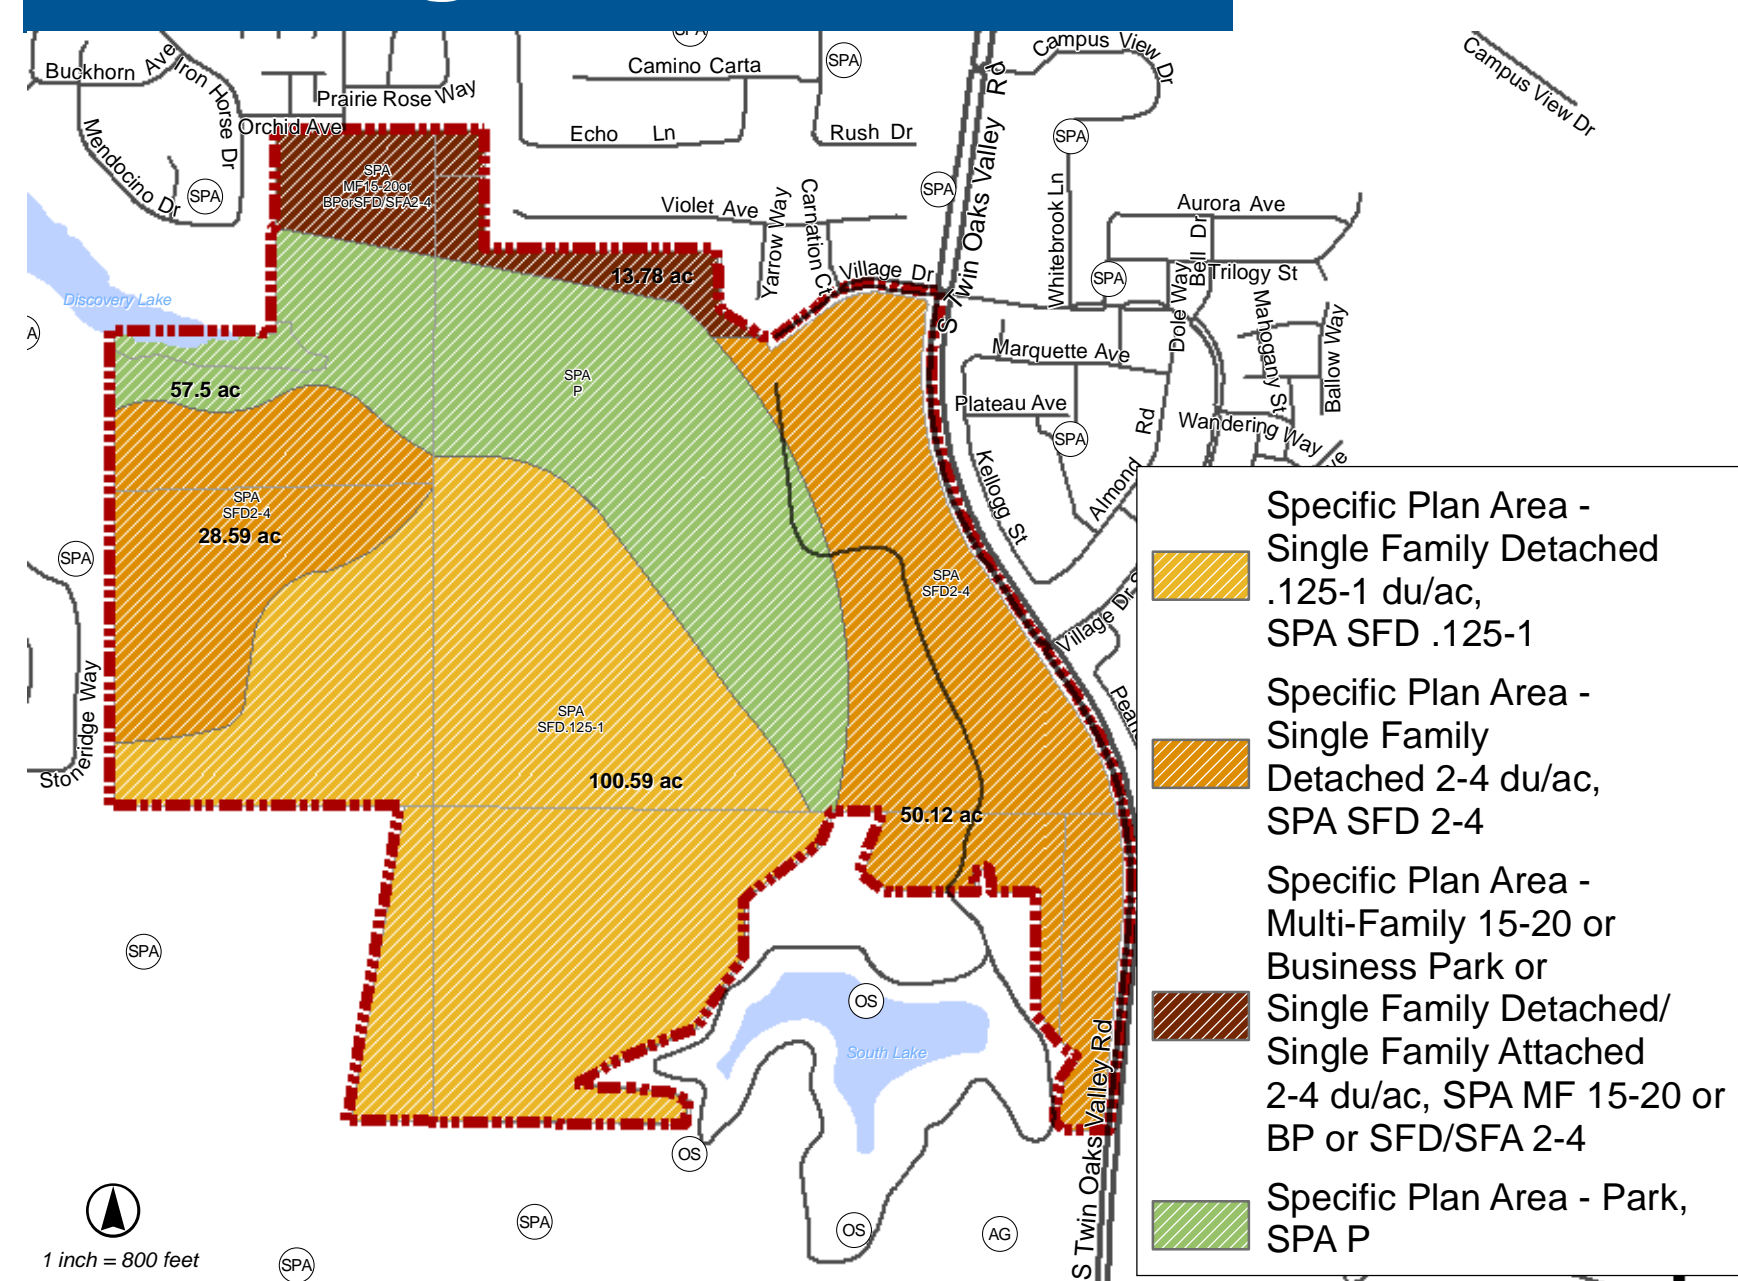 SPA
Campus View Dr
Campus View Dr
Buckhorn Ave
Iron Horse Dr
Camino Carta
SPA
Prairie Rose Way
Orchid Ave
Echo Ln
Rush Dr
SPA
Mendocino Dr
SPA
SPA
MF15-20or
BPorSFD/SFA2-4
SPA
S Twin Oaks Valley Rd
Violet Ave
Yarrow Way
Carnation Ct
Whitebrook Ln
Aurora Ave
Bell Dr
Trilogy St
SPA
Village Dr
13.78 ac
Discovery Lake
Dole Way
Mahogany St
Ballow Way
A
Marquette Ave
57.5 ac
SPA
P
Plateau Ave
SPA
Almond Rd
Wandering Way
ve
Kellogg St
SPA
SFD2-4
28.59 ac
SPA
SPA
SFD2-4
Village Dr S
Pear
Stoneridge Way
SPA
SFD.125-1
100.59 ac
50.12 ac
SPA
OS
South Lake
S Twin Oaks Valley Rd
OS
SPA
OS
AG
SPA
1 inch = 800 feet
Specific Plan Area -
Single Family Detached
.125-1 du/ac,
SPA SFD .125-1
Specific Plan Area -
Single Family
Detached 2-4 du/ac,
SPA SFD 2-4
Specific Plan Area -
Multi-Family 15-20 or
Business Park or
Single Family Detached/
Single Family Attached
2-4 du/ac, SPA MF 15-20 or
BP or SFD/SFA 2-4
Specific Plan Area - Park,
SPA P